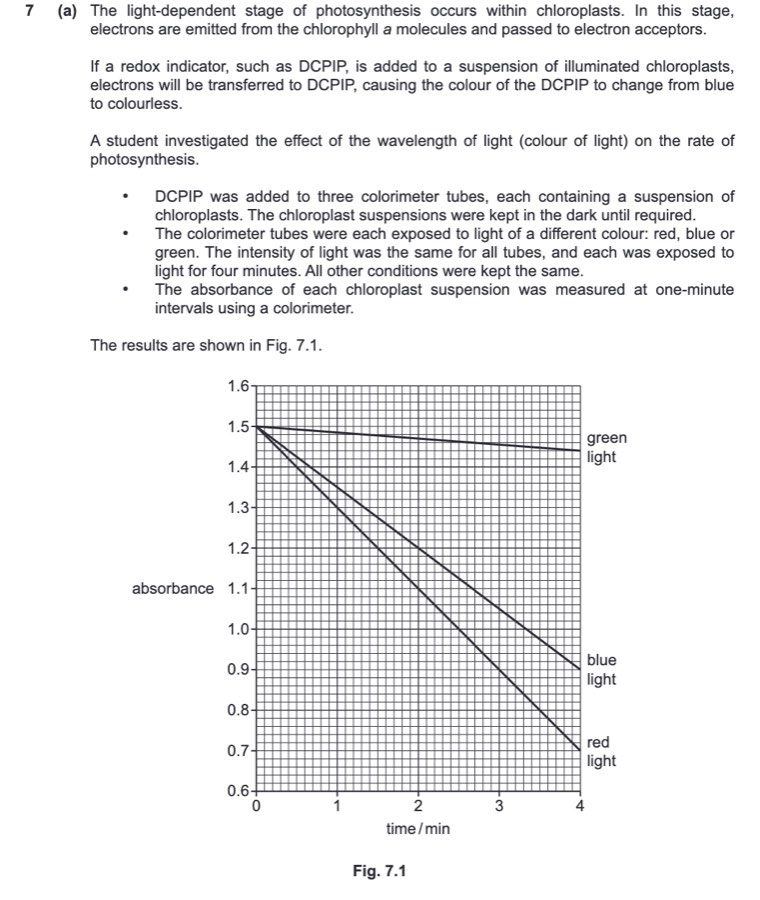 7 (a) The light-dependent stage of photosynthesis occurs within chloroplasts. In this stage,
electrons are emitted from the chlorophyll a molecules and passed to electron acceptors.
If a redox indicator, such as DCPIP, is added to a suspension of illuminated chloroplasts,
electrons will be transferred to DCPIP, causing the colour of the DCPIP to change from blue
to colourless.
A student investigated the effect of the wavelength of light (colour of light) on the rate of
photosynthesis.
• DCPIP was added to three colorimeter tubes, each containing a suspension of
chloroplasts. The chloroplast suspensions were kept in the dark until required.
• The colorimeter tubes were each exposed to light of a different colour: red, blue or
green. The intensity of light was the same for all tubes, and each was exposed to
light for four minutes. All other conditions were kept the same.
• The absorbance of each chloroplast suspension was measured at one-minute
intervals using a colorimeter.
The results are shown in Fig. 7.1.
1.6
1.5
green
light
1.4
1.3
1.2
absorbance 1.1
1.0
0.9
blue
light
0.8
0.7
red
light
0.6
0 1 2 3 4
time/min
Fig. 7.1